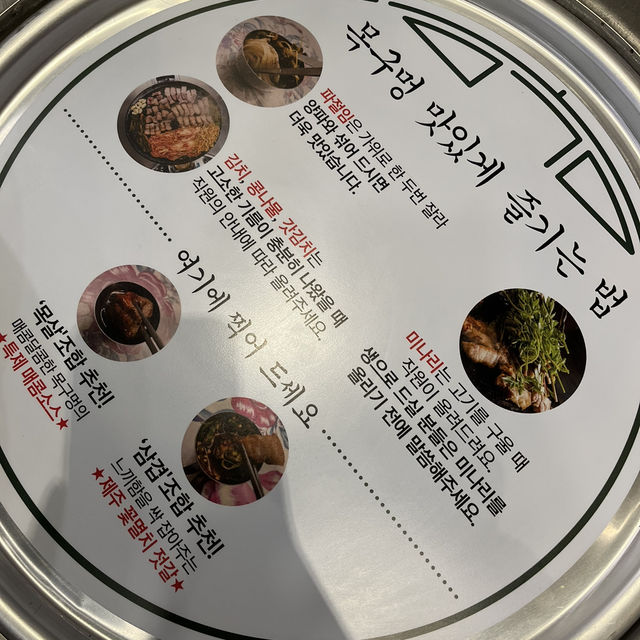 목구멍 맛있게 즐기는 법
파절임은 가위로 한 두번 잘라
양파와 섞어 드시면
더욱 맛있습니다.
김치, 콩나물, 갓김치는
고소한 기름이 충분히 나왔을 때
직원의 안내에 따라 올려주세요.
미나리는 고기를 구울 때
직원이 올려드려요.
생으로 드실 분들은 미나리를
올리기 전에 말씀해주세요.
여기에 찍어 드세요
'목살' 조합 추천!
매콤달콤한 목구멍의
★특제 매콤소스★
'삼겹' 조합 추천!
느끼함을 싹 잡아주는
★제주 꽃멸치 젓갈★